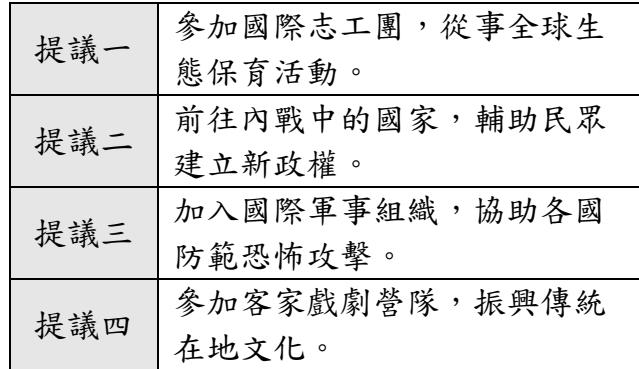 提議一
參加國際志工團,從事全球生
態保育活動。
提議二
前往內戰中的國家,輔助民眾
建立新政權。
提議三
加入國際軍事組織,協助各國
防範恐怖攻擊。
提議四
參加客家戲劇營隊,振興傳統
在地文化。